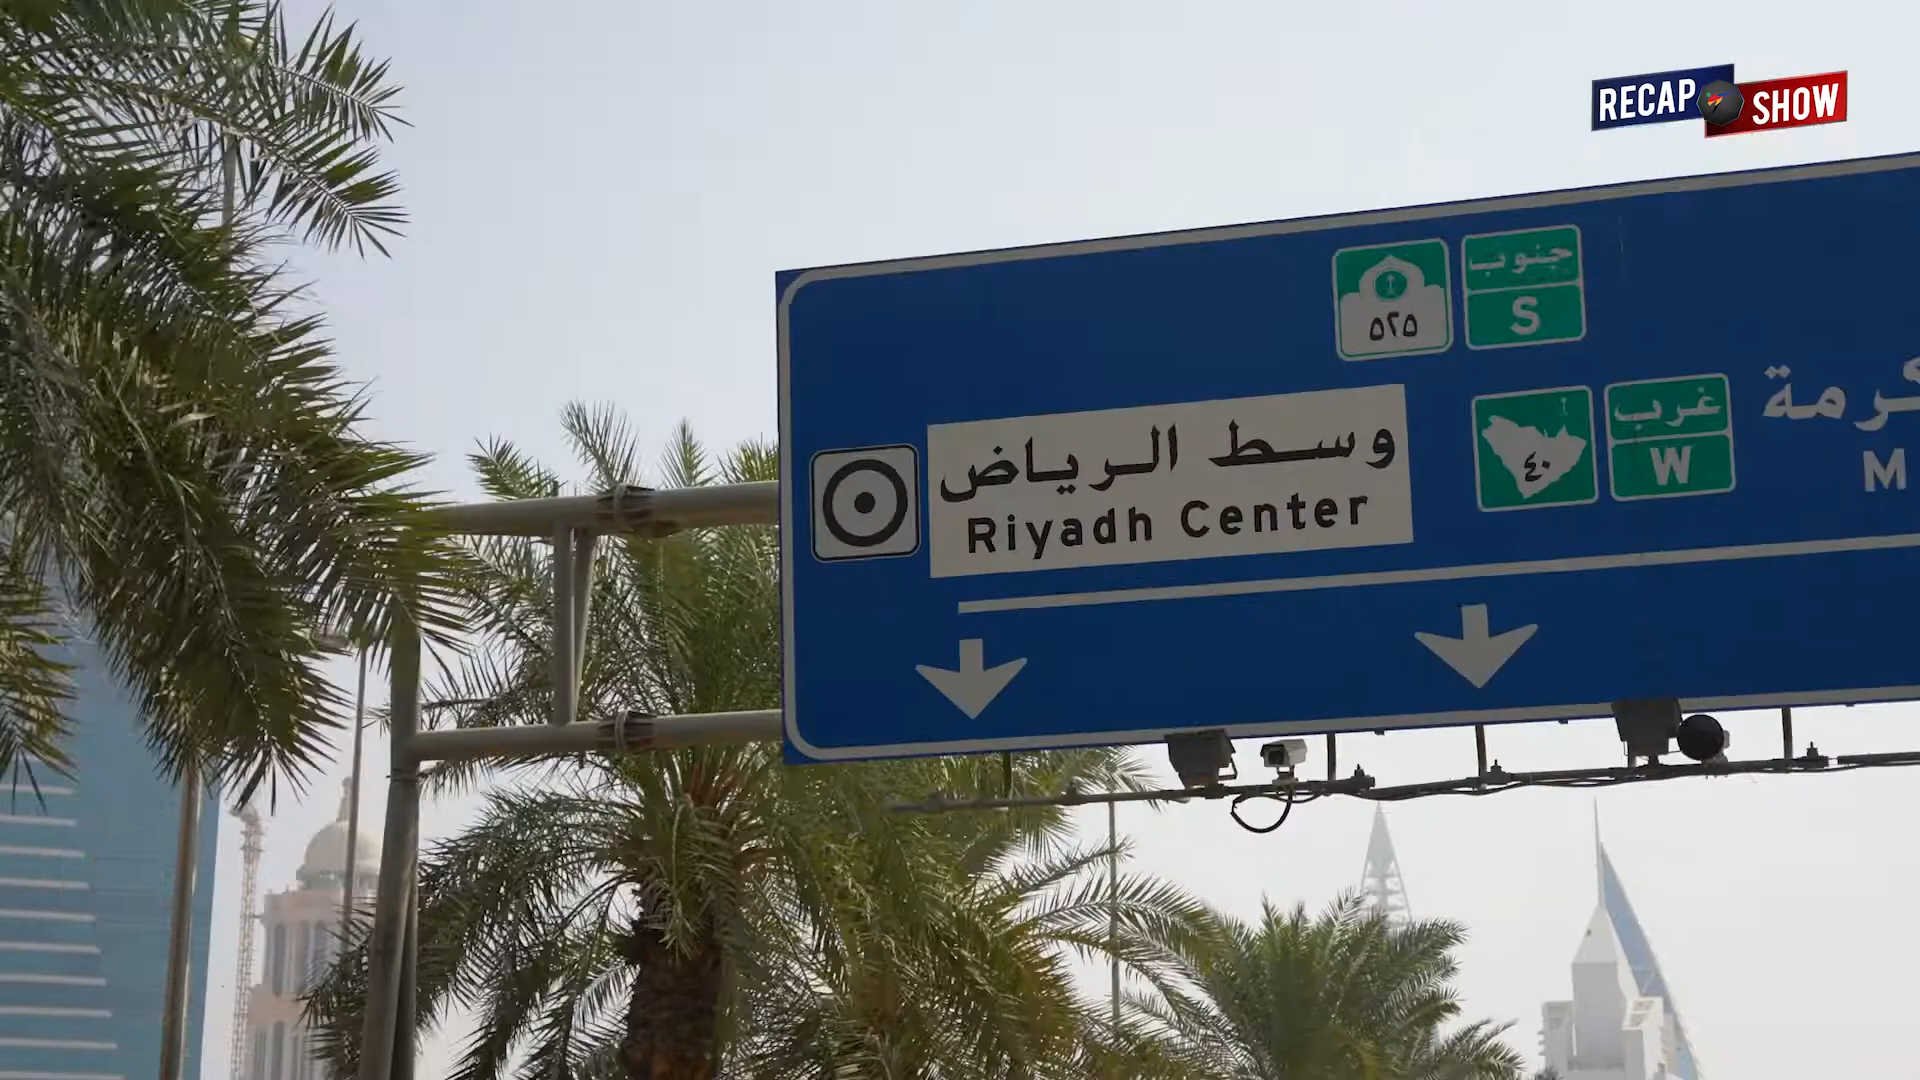 RECAP SHOW
جنوب
٥٢٥
S
وسط الرياض
Riyadh Center
غرب
٤٠
W